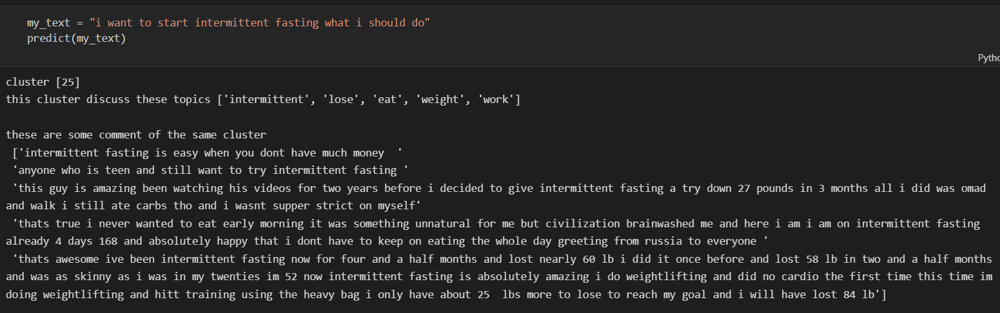 my_text = "i want to start intermittent fasting what i should do"
predict(my_text)
Pytho
cluster [25]
this cluster discuss these topics ['intermittent', 'lose', 'eat', 'weight', 'work']
these are some comment of the same cluster
['intermittent fasting is easy when you dont have much money  '
'anyone who is teen and still want to try intermittent fasting '
'this guy is amazing been watching his videos for two years before i decided to give intermittent fasting a try down 27 pounds in 3 months all i did was omad
and walk i still ate carbs tho and i wasnt supper strict on myself'
'thats true i never wanted to eat early morning it was something unnatural for me but civilization brainwashed me and here i am i am on intermittent fasting
already 4 days 168 and absolutely happy that i dont have to keep on eating the whole day greeting from russia to everyone '
'thats awesome ive been intermittent fasting now for four and a half months and lost nearly 60 lb i did it once before and lost 58 lb in two and a half months
and was as skinny as i was in my twenties im 52 now intermittent fasting is absolutely amazing i do weightlifting and did no cardio the first time this time im
doing weightlifting and hitt training using the heavy bag i only have about 25  lbs more to lose to reach my goal and i will have lost 84 lb']